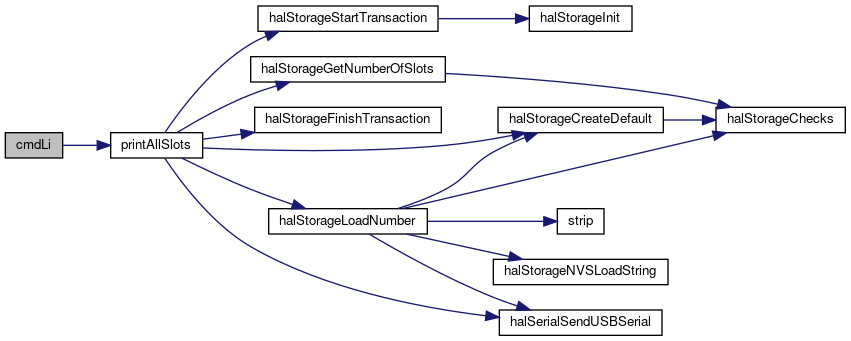 cmdLi
printAllSlots
halStorageStartTransaction
halStorageInit
halStorageGetNumberOfSlots
halStorageFinishTransaction
halStorageCreateDefault
halStorageChecks
halStorageLoadNumber
strip
halStorageNVSLoadString
halSerialSendUSBSerial